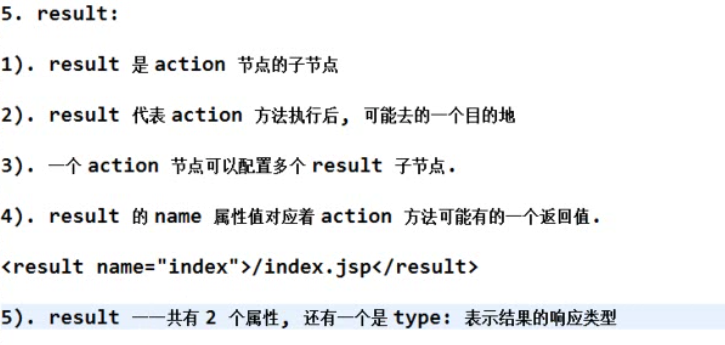 5. result:
1). result 是 action 节点的子节点
2). result 代表 action 方法执行后, 可能去的一个目的地
3). 一个 action 节点可以配置多个 result 子节点.
4). result 的 name 属性值对应着 action 方法可能有的一个返回值.
<result name="index">/index.jsp</result>
5). result 一一共有 2 个属性, 还有一个是 type: 表示结果的响应类型